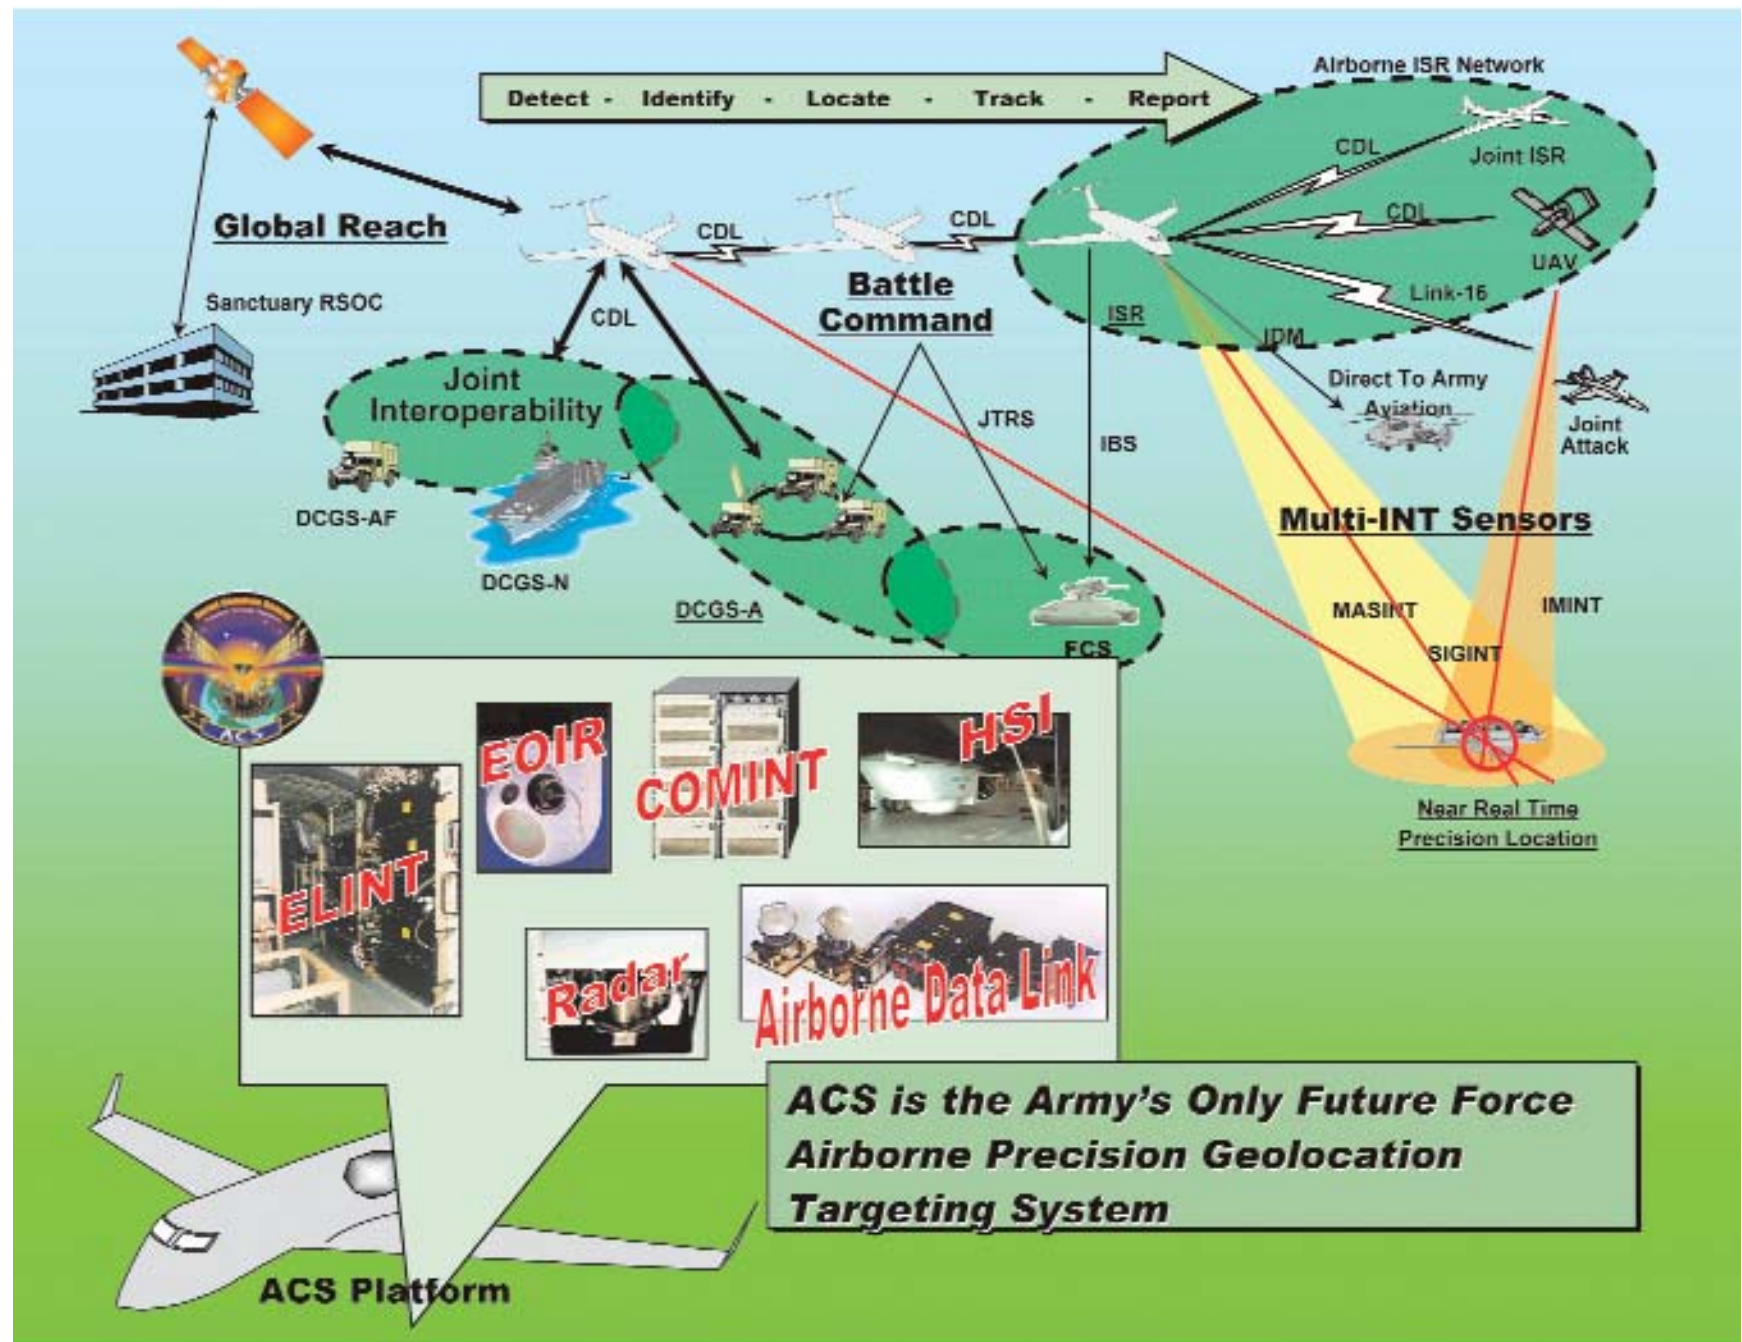 Airborne ISR Network
Detect - Identify - Locate - Track - Report
CDL
Joint ISR
Global Reach
CDL
CDL
CDL
UAV
Sanctuary RSOC
CDL
Battle
Command
ISR
Link-16
IDM
Joint
Interoperability
Direct To Army
Aviation
Joint
Attack
JTRS
IBS
DCGS-AF
DCGS-N
DCGS-A
FCS
Multi-INT Sensors
MASINT
IMINT
SIGINT
Near Real Time
Precision Location
ACS
EOIR
COMINT
HSI
ELINT
Radar
Airborne Data Link
ACS is the Army's Only Future Force
Airborne Precision Geolocation
Targeting System
ACS Platform